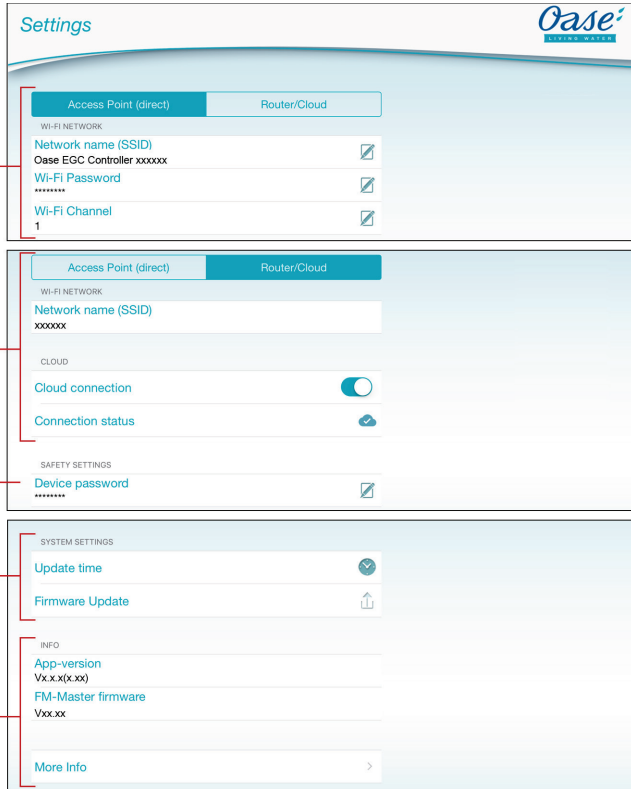 Settings
Oase
LIVING WATER
Access Point (direct)
Router/Cloud
WI-FI NETWORK
Network name (SSID)
Oase EGC Controller xxxxxx
Wi-Fi Password
********
Wi-Fi Channel
1
Access Point (direct)
Router/Cloud
WI-FI NETWORK
Network name (SSID)
xxxxxx
CLOUD
Cloud connection
Connection status
SAFETY SETTINGS
Device password
********
SYSTEM SETTINGS
Update time
Firmware Update
INFO
App-version
Vx.x.x(x.xx)
FM-Master firmware
Vxx.xx
More Info